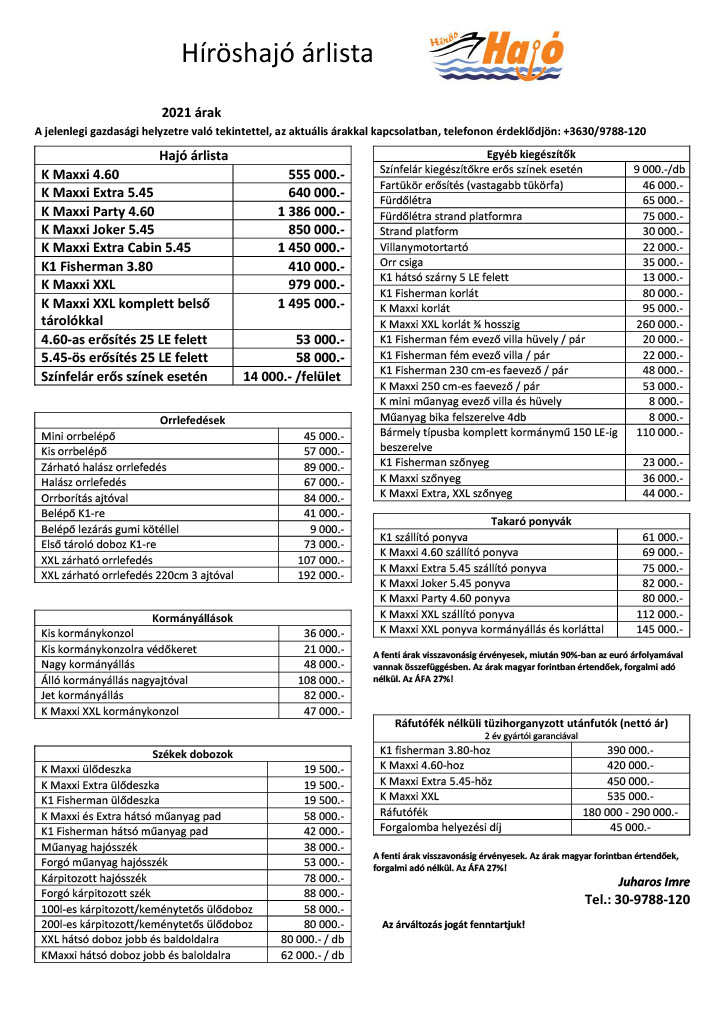 Híröshajó árlista
Hírös
Hajó
2021 árak
A jelenlegi gazdasági helyzetre való tekintettel, az aktuális árakkal kapcsolatban, telefonon érdeklődjön: +3630/9788-120
Hajó árlista
K Maxxi 4.60 555 000.-
K Maxxi Extra 5.45 640 000.-
K Maxxi Party 4.60 1 386 000.-
K Maxxi Joker 5.45 850 000.-
K Maxxi Extra Cabin 5.45 1 450 000.-
K1 Fisherman 3.80 410 000.-
K Maxxi XXL 979 000.-
K Maxxi XXL komplett belső 1 495 000.-
tárolókkal
4.60-as erősítés 25 LE felett 53 000.-
5.45-ös erősítés 25 LE felett 58 000.-
Színfelár erős színek esetén 14 000.- /felület
Orrlefedések
Mini orrbelépő 45 000.-
Kis orrbelépő 57 000.-
Zárható halász orrlefedés 89 000.-
Halász orrlefedés 67 000.-
Orrborítás ajtóval 84 000.-
Belépő K1-re 41 000.-
Belépő lezárás gumi kötéllel 9 000.-
Első tároló doboz K1-re 73 000.-
XXL zárható orrlefedés 107 000.-
XXL zárható orrlefedés 220cm 3 ajtóval 192 000.-
Kormányállások
Kis kormánykonzol 36 000.-
Kis kormánykonzolra védőkeret 21 000.-
Nagy kormányállás 48 000.-
Álló kormányállás nagyajtóval 108 000.-
Jet kormányállás 82 000.-
K Maxxi XXL kormánykonzol 47 000.-
Székek dobozok
K Maxxi ülődeszka 19 500.-
K Maxxi Extra ülődeszka 19 500.-
K1 Fisherman ülődeszka 19 500.-
K Maxxi és Extra hátsó műanyag pad 58 000.-
K1 Fisherman hátsó műanyag pad 42 000.-
Műanyag hajósszék 38 000.-
Forgó műanyag hajósszék 53 000.-
Kárpitozott hajósszék 78 000.-
Forgó kárpitozott szék 88 000.-
100l-es kárpitozott/keménytetős ülődoboz 58 000.-
200l-es kárpitozott/keménytetős ülődoboz 80 000.-
XXL hátsó doboz jobb és baldoldalra 80 000.- / db
KMaxxi hátsó doboz jobb és baloldalra 62 000.- / db
Egyéb kiegészítők
Színfelár kiegészítőkre erős színek esetén 9 000.-/db
Fartükör erősítés (vastagabb tükörfa) 46 000.-
Fürdőlétra 65 000.-
Fürdőlétra strand platformra 75 000.-
Strand platform 30 000.-
Villanymotortartó 22 000.-
Orr csiga 35 000.-
K1 hátsó szárny 5 LE felett 13 000.-
K1 Fisherman korlát 80 000.-
K Maxxi korlát 95 000.-
K Maxxi XXL korlát ¾ hosszig 260 000.-
K1 Fisherman fém evező villa hüvely / pár 20 000.-
K1 Fisherman fém evező villa / pár 22 000.-
K1 Fisherman 230 cm-es faevező / pár 48 000.-
K Maxxi 250 cm-es faevező / pár 53 000.-
K mini műanyag evező villa és hüvely 8 000.-
Műanyag bika felszerelve 4db 8 000.-
Bármely típusba komplett kormánymű 150 LE-ig 110 000.-
beszerelve
K1 Fisherman szőnyeg 23 000.-
K Maxxi szőnyeg 36 000.-
K Maxxi Extra, XXL szőnyeg 44 000.-
Takaró ponyvák
K1 szállító ponyva 61 000.-
K Maxxi 4.60 szállító ponyva 69 000.-
K Maxxi Extra 5.45 szállító ponyva 75 000.-
K Maxxi Joker 5.45 ponyva 82 000.-
K Maxxi Party 4.60 ponyva 80 000.-
K Maxxi XXL szállító ponyva 112 000.-
K Maxxi XXL ponyva kormányállás és korláttal 145 000.-
A fenti árak visszavonásig érvényesek, miután 90%-ban az euró árfolyamával
vannak összefüggésben. Az árak magyar forintban értendőek, forgalmi adó
nélkül. Az ÁFA 27%!
Ráfutófék nélküli tüzihorganyzott utánfutók (nettó ár)
2 év gyártói garanciával
K1 fisherman 3.80-hoz 390 000.-
K Maxxi 4.60-hoz 420 000.-
K Maxxi Extra 5.45-höz 450 000.-
K Maxxi XXL 535 000.-
Ráfutófék 180 000 - 290 000.-
Forgalomba helyezési díj 45 000.-
A fenti árak visszavonásig érvényesek. Az árak magyar forintban értendőek,
forgalmi adó nélkül. Az ÁFA 27%!
Juharos Imre
Tel.: 30-9788-120
Az árváltozás jogát fenntartjuk!